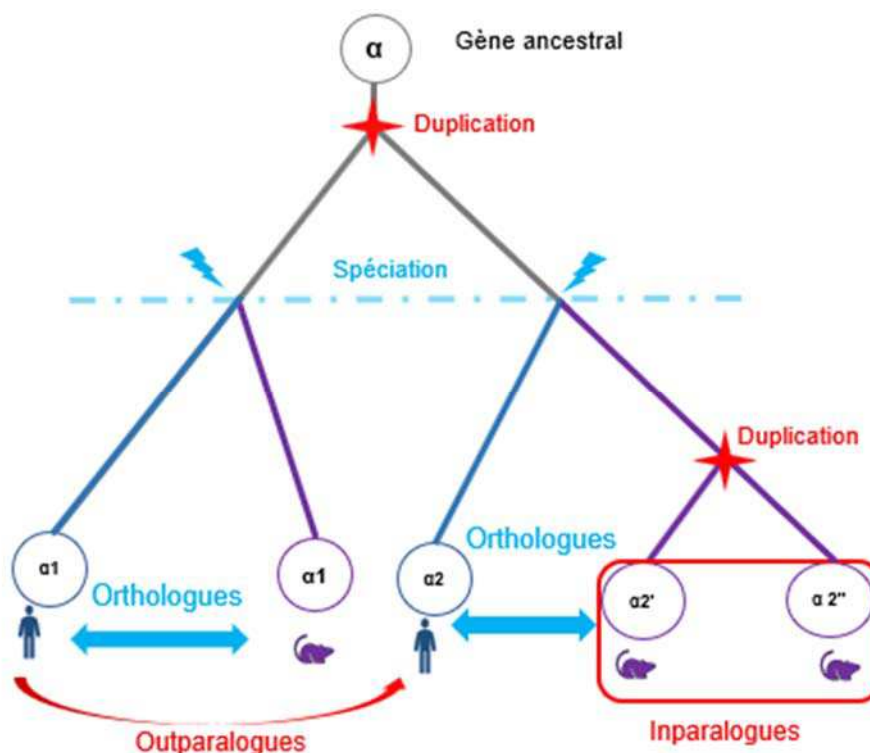 α
Gène ancestral
Duplication
Spéciation
Duplication
α1
α1
α2
α2'
α 2''
Orthologues
Orthologues
Outparalogues
Inparalogues